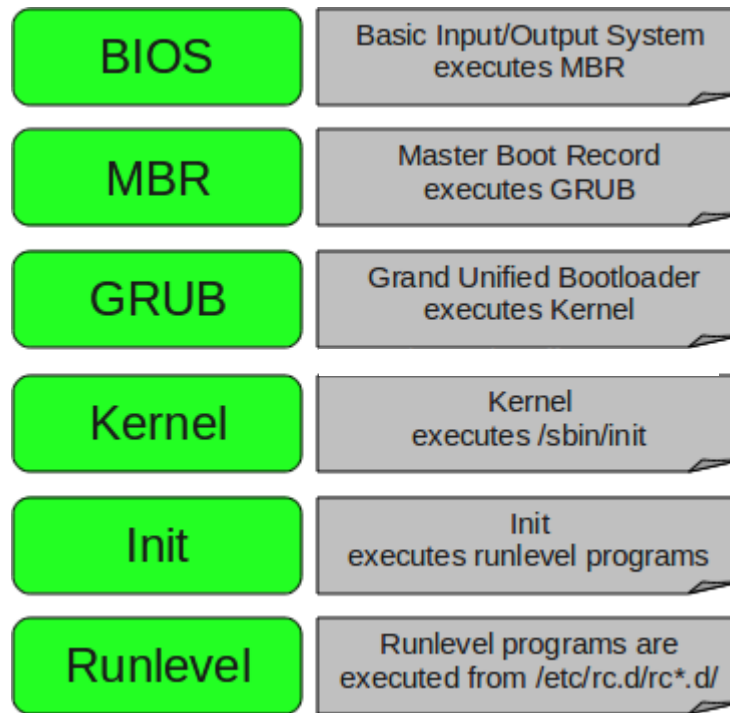 BIOS
Basic Input/Output System
executes MBR
MBR
Master Boot Record
executes GRUB
GRUB
Grand Unified Bootloader
executes Kernel
Kernel
Kernel
executes /sbin/init
Init
Init
executes runlevel programs
Runlevel
Runlevel programs are
executed from /etc/rc.d/rc*.d/